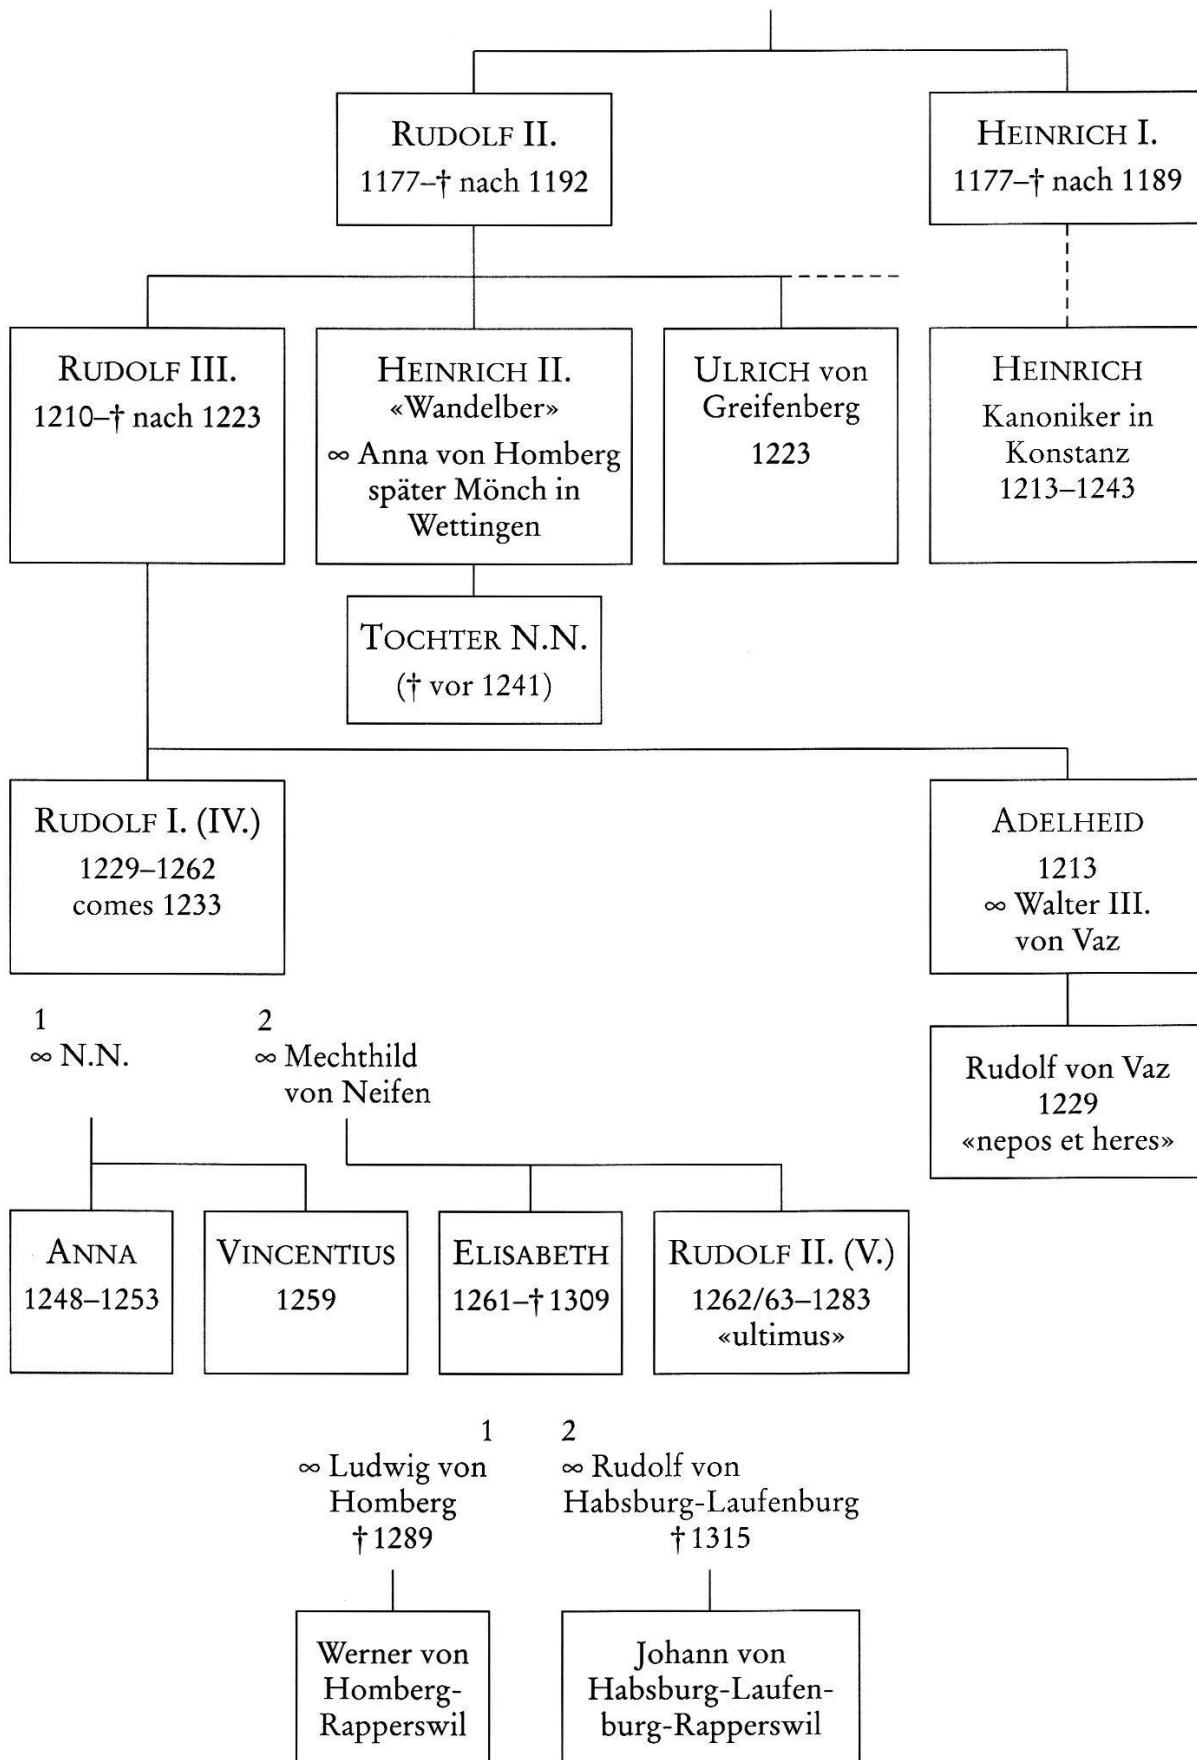 RUDOLF II.
1177–† nach 1192
HEINRICH I.
1177–† nach 1189
RUDOLF III.
1210–† nach 1223
HEINRICH II.
«Wandelber»
∞ Anna von Homberg
später Mönch in
Wettingen
ULRICH von
Greifenberg
1223
HEINRICH
Kanoniker in
Konstanz
1213–1243
TOCHTER N.N.
(† vor 1241)
RUDOLF I. (IV.)
1229–1262
comes 1233
ADELHEID
1213
∞ Walter III.
von Vaz
1
∞ N.N.
2
∞ Mechthild
von Neifen
Rudolf von Vaz
1229
«nepos et heres»
ANNA
1248–1253
VINCENTIUS
1259
ELISABETH
1261–† 1309
RUDOLF II. (V.)
1262/63–1283
«ultimus»
1
∞ Ludwig von
Homberg
† 1289
2
∞ Rudolf von
Habsburg-Laufenburg
† 1315
Werner von
Homberg-
Rapperswil
Johann von
Habsburg-Laufen-
burg-Rapperswil